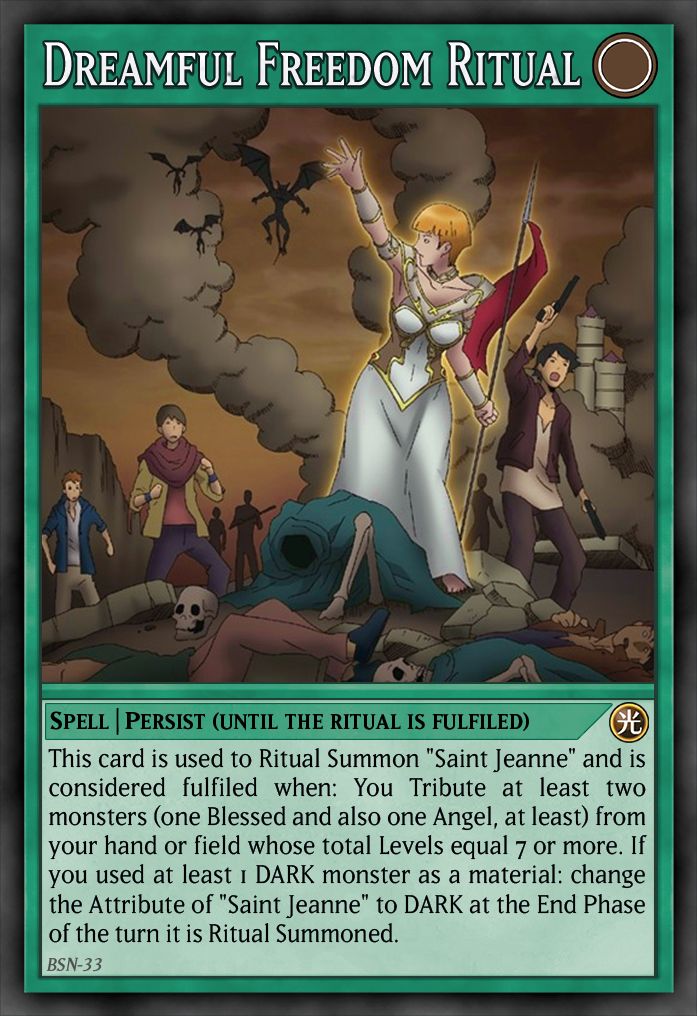 Dreamful Freedom Ritual
Spell | Persist (until the ritual is fulfiled)
光
This card is used to Ritual Summon "Saint Jeanne" and is
considered fulfiled when: You Tribute at least two
monsters (one Blessed and also one Angel, at least) from
your hand or field whose total Levels equal 7 or more. If
you used at least 1 DARK monster as a material: change
the Attribute of "Saint Jeanne" to DARK at the End Phase
of the turn it is Ritual Summoned.
BSN-33